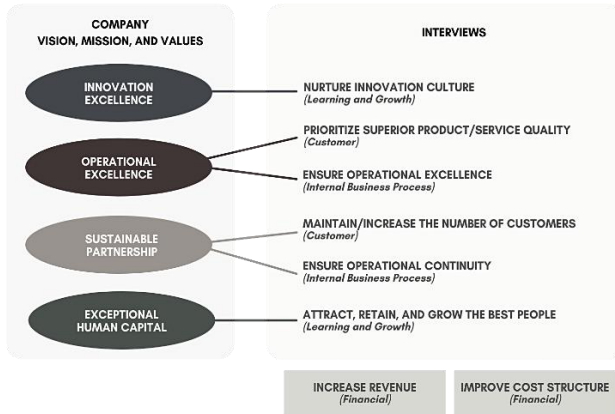 COMPANY
VISION, MISSION, AND VALUES
INNOVATION
EXCELLENCE
OPERATIONAL
EXCELLENCE
SUSTAINABLE
PARTNERSHIP
EXCEPTIONAL
HUMAN CAPITAL
INTERVIEWS
NURTURE INNOVATION CULTURE
(Learning and Growth)
PRIORITIZE SUPERIOR PRODUCT/SERVICE QUALITY
(Customer)
ENSURE OPERATIONAL EXCELLENCE
(Internal Business Process)
MAINTAIN/INCREASE THE NUMBER OF CUSTOMERS
(Customer)
ENSURE OPERATIONAL CONTINUITY
(Internal Business Process)
ATTRACT, RETAIN, AND GROW THE BEST PEOPLE
(Learning and Growth)
INCREASE REVENUE
(Financial)
IMPROVE COST STRUCTURE
(Financial)